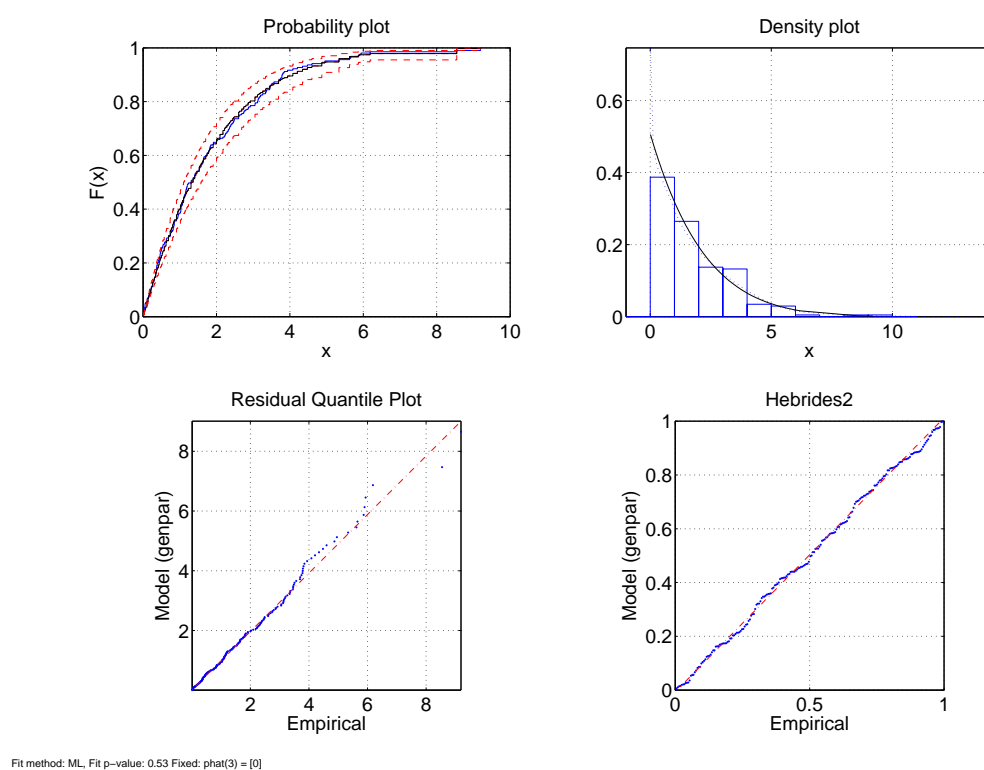 Probability plot
1
0.8
0.6
0.4
0.2
0
F(x)
0 2 4 6 8 10
x
Density plot
0.6
0.4
0.2
0
0 5 10
x
Residual Quantile Plot
8
6
4
2
Model (genpar)
2 4 6 8
Empirical
Hebrides2
1
0.8
0.6
0.4
0.2
0
Model (genpar)
0 0.5 1
Empirical
Fit method: ML, Fit p−value: 0.53 Fixed: phat(3) = [0]